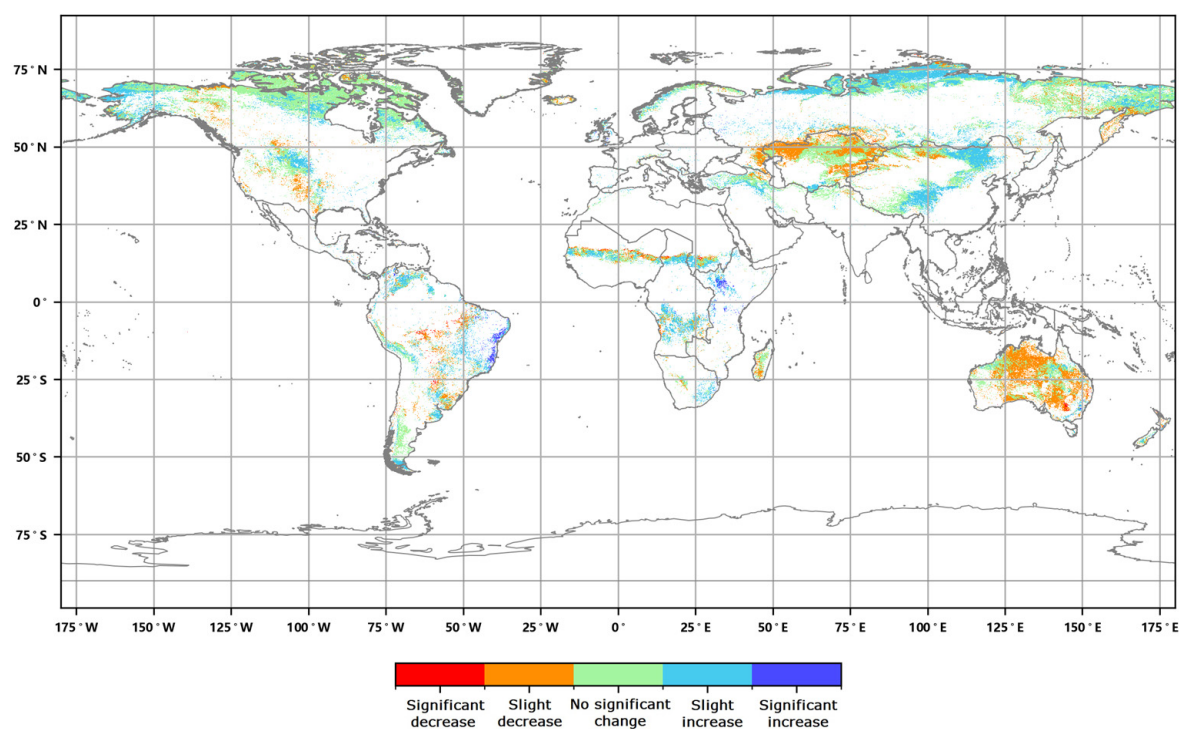 75° N
50° N
25° N
0°
25° S
50° S
75° S
175° W 150° W 125° W 100° W 75° W 50° W 25° W 0° 25° E 50° E 75° E 100° E 125° E 150° E 175° E
Significant Slight No significant Slight Significant
decrease decrease change increase increase